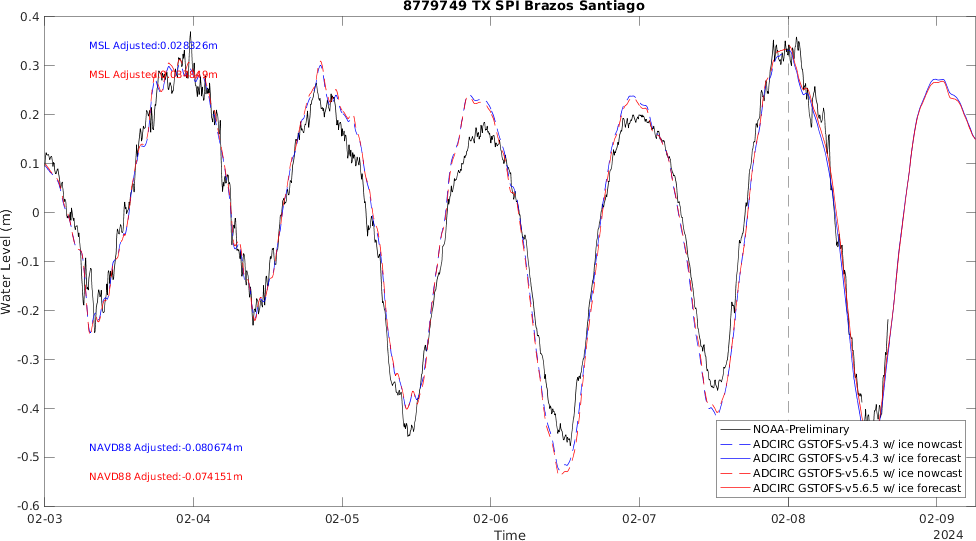 8779749 TX SPI Brazos Santiago
0.4
0.3
0.2
0.1
0
-0.1
-0.2
-0.3
-0.4
-0.5
-0.6
Water Level (m)
MSL Adjusted:0.028326m
MSL Adjusted:
NAVD88 Adjusted:-0.080674m
NAVD88 Adjusted:-0.074151m
NOAA-Preliminary
ADCIRC GSTOFS-v5.4.3 w/ ice nowcast
ADCIRC GSTOFS-v5.4.3 w/ ice forecast
ADCIRC GSTOFS-v5.6.5 w/ ice nowcast
ADCIRC GSTOFS-v5.6.5 w/ ice forecast
02-03 02-04 02-05 02-06 02-07 02-08 02-09
Time
2024